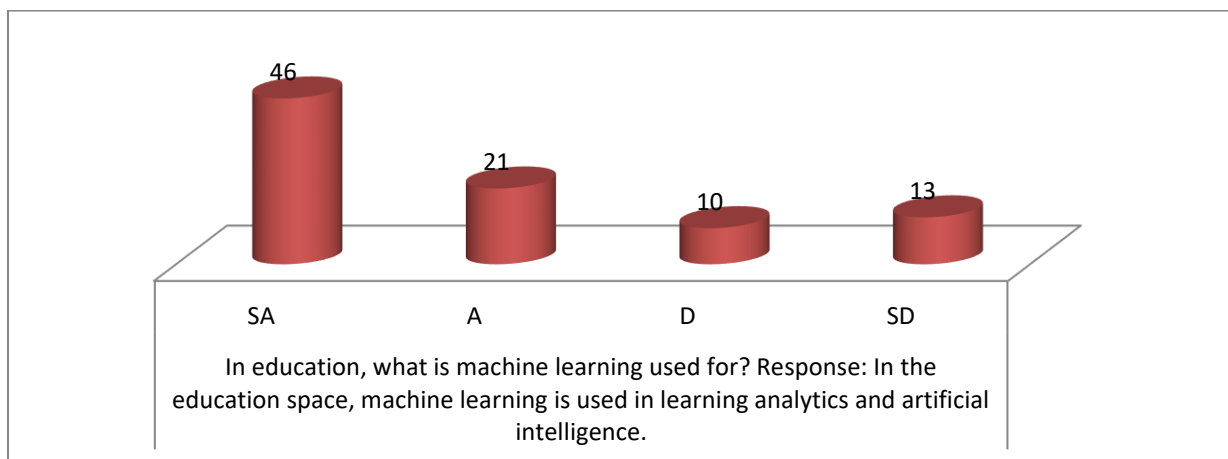 46
21
10
13
SA A D SD
In education, what is machine learning used for? Response: In the
education space, machine learning is used in learning analytics and artificial
intelligence.